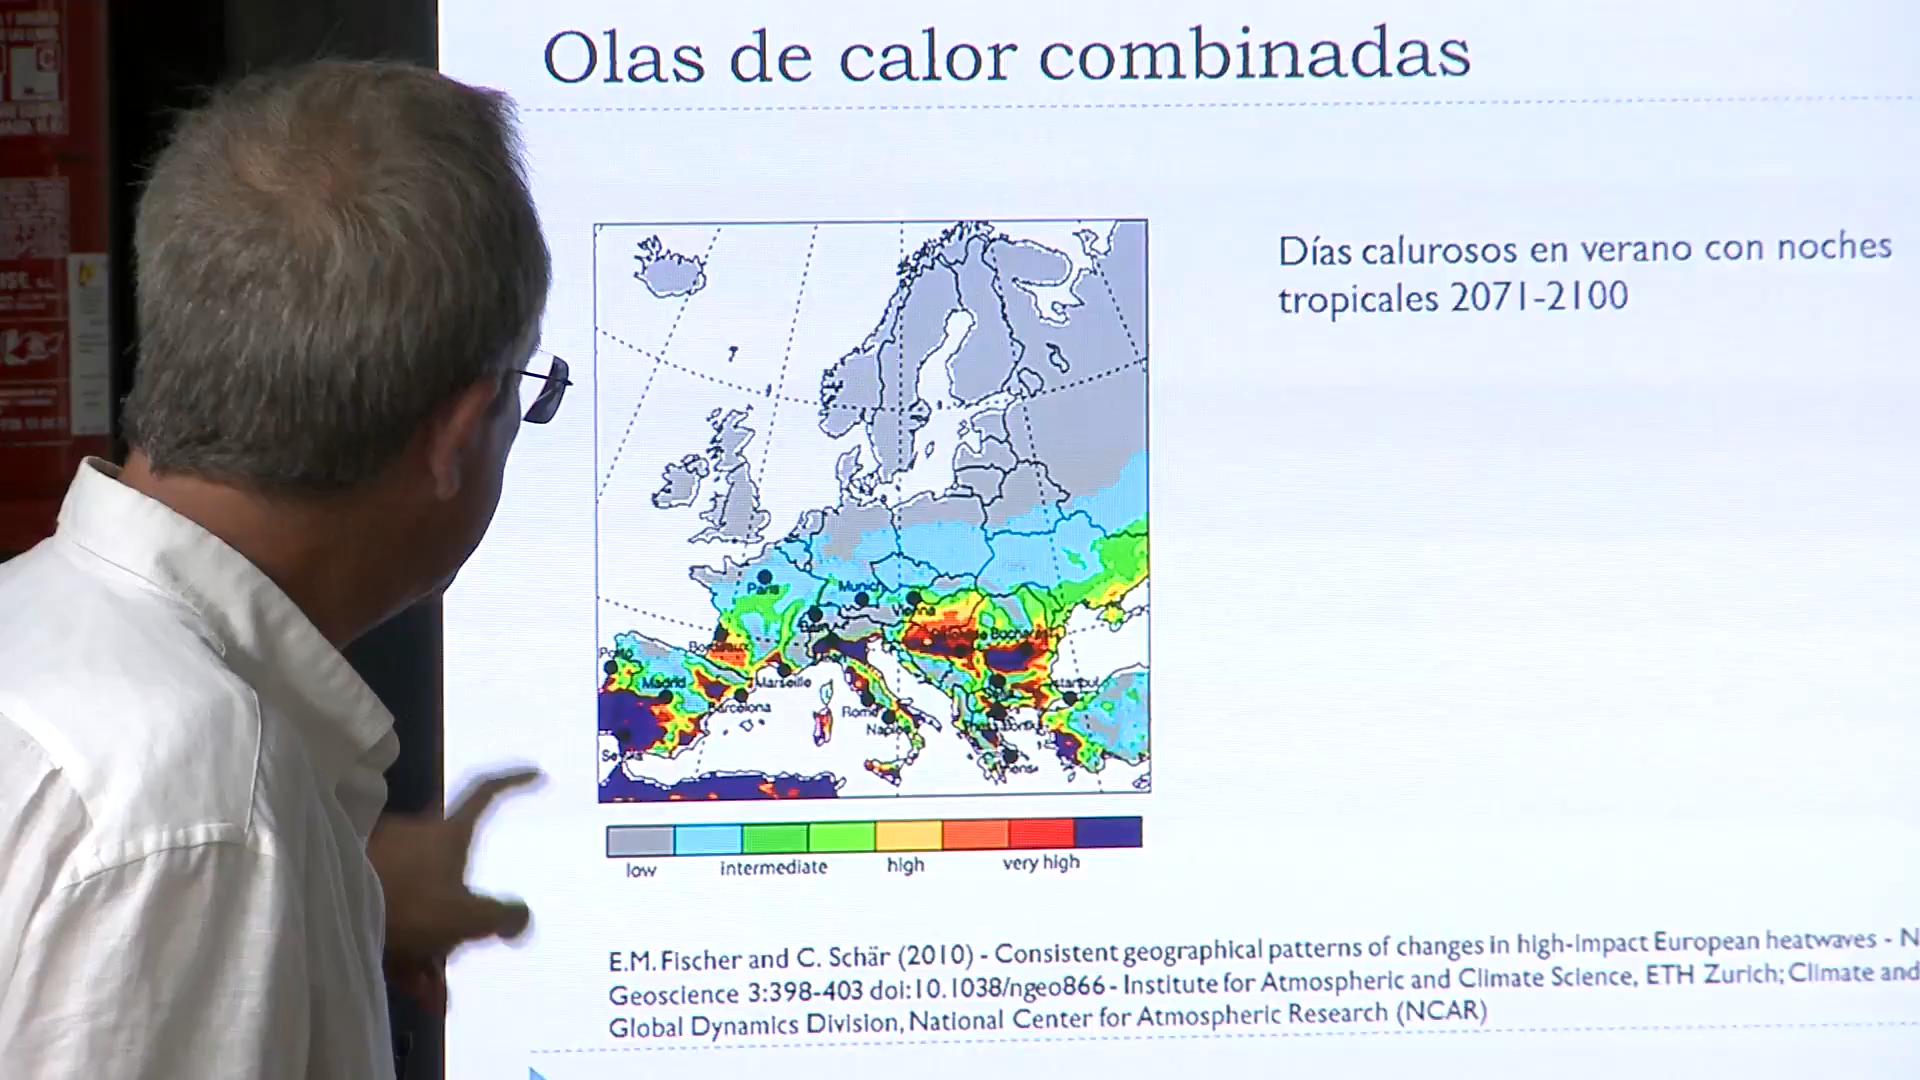 Olas de calor combinadas
Días calurosos en verano con noches
tropicales 2071-2100
Paris
Munich
Vienna
Porto
Madrid
Marseille
Barcelona
Rome
Istanbul
low intermediate high very high
E.M. Fischer and C. Schär (2010) - Consistent geographical patterns of changes in high-impact European heatwaves - N
Geoscience 3:398-403 doi:10.1038/ngeo866 - Institute for Atmospheric and Climate Science, ETH Zurich; Climate and
Global Dynamics Division, National Center for Atmospheric Research (NCAR)